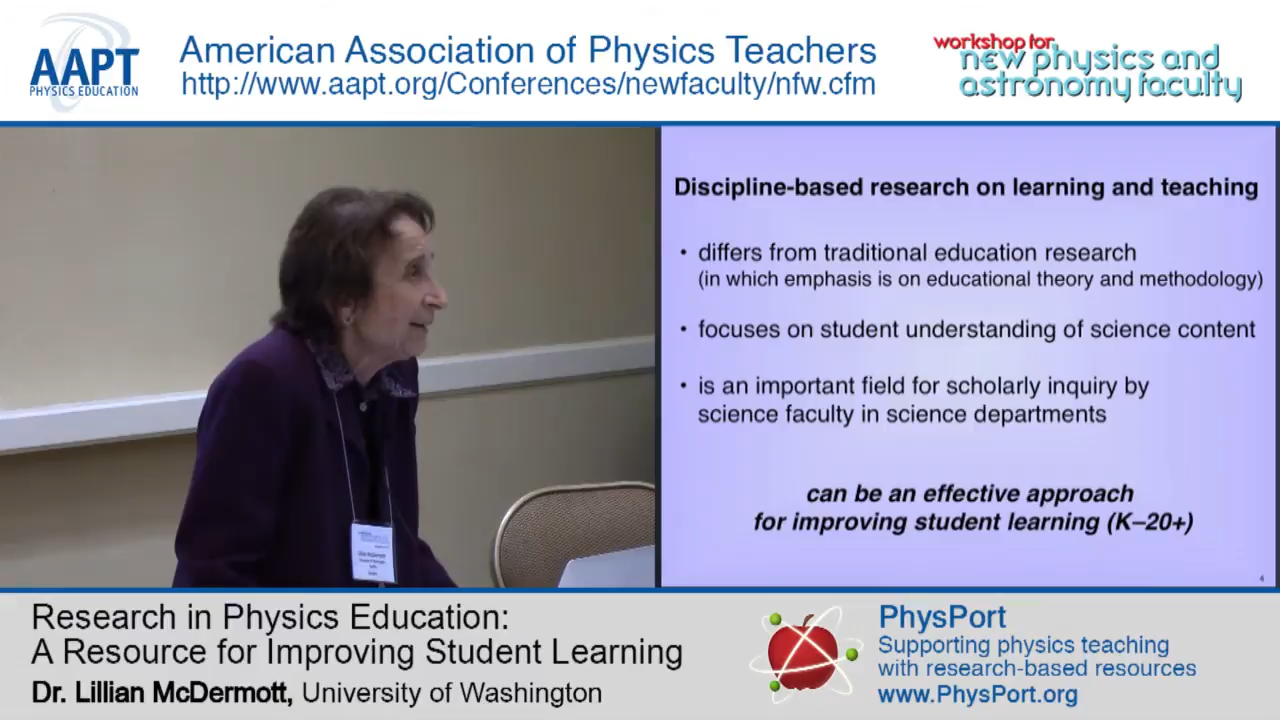 AAPT
PHYSICS EDUCATION
American Association of Physics Teachers
http://www.aapt.org/Conferences/newfaculty/nfw.cfm
workshop for
new physics and
astronomy faculty
Discipline-based research on learning and teaching
• differs from traditional education research
(in which emphasis is on educational theory and methodology)
• focuses on student understanding of science content
• is an important field for scholarly inquiry by
science faculty in science departments
can be an effective approach
for improving student learning (K–20+)
4
Research in Physics Education:
A Resource for Improving Student Learning
Dr. Lillian McDermott, University of Washington
PhysPort
Supporting physics teaching
with research-based resources
www.PhysPort.org